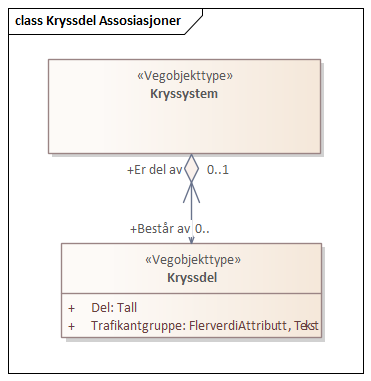 class Kryssdel Assosiasjoner
«Vegobjekttype»
Kryssystem
+Er del av 0..1
+Består av 0..
«Vegobjekttype»
Kryssdel
+ Del: Tall
+ Trafikantgruppe: FlerverdiAttributt, Tekst